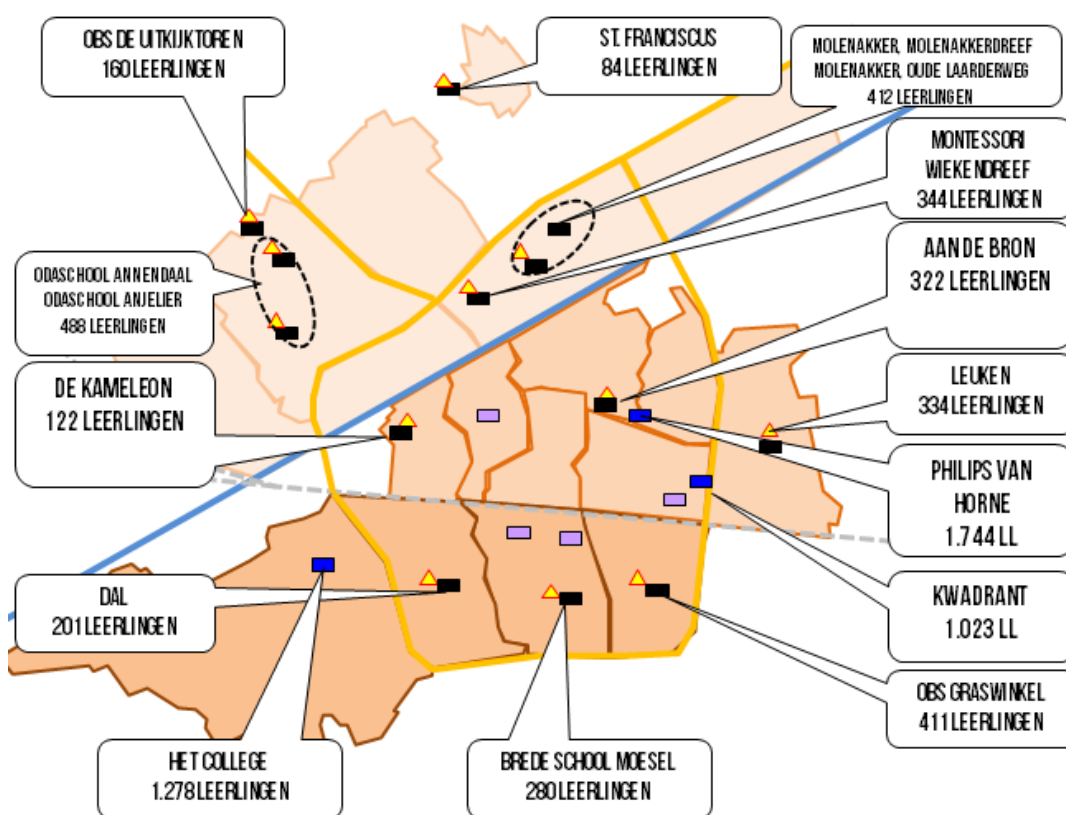 OBS DE UITKIJKTOREN
160 LEERLINGEN
ST. FRANCISCUS
84 LEERLINGEN
MOLENAKKER, MOLENAKKERDREEF
MOLENAKKER, OUDE LAARDERWEG
412 LEERLINGEN
MONTESSORI
WIEKENDREEF
344 LEERLINGEN
AAN DE BRON
322 LEERLINGEN
ODASCHOOL ANNENDAAL
ODASCHOOL ANJELIER
488 LEERLINGEN
DE KAMELEON
122 LEERLINGEN
LEUKEN
334 LEERLINGEN
PHILIPS VAN
HORNE
1.744 LL
DAL
201 LEERLINGEN
KWADRANT
1.023 LL
OBS GRASWINKEL
411 LEERLINGEN
HET COLLEGE
1.278 LEERLINGEN
BREDE SCHOOL MOESEL
280 LEERLINGEN